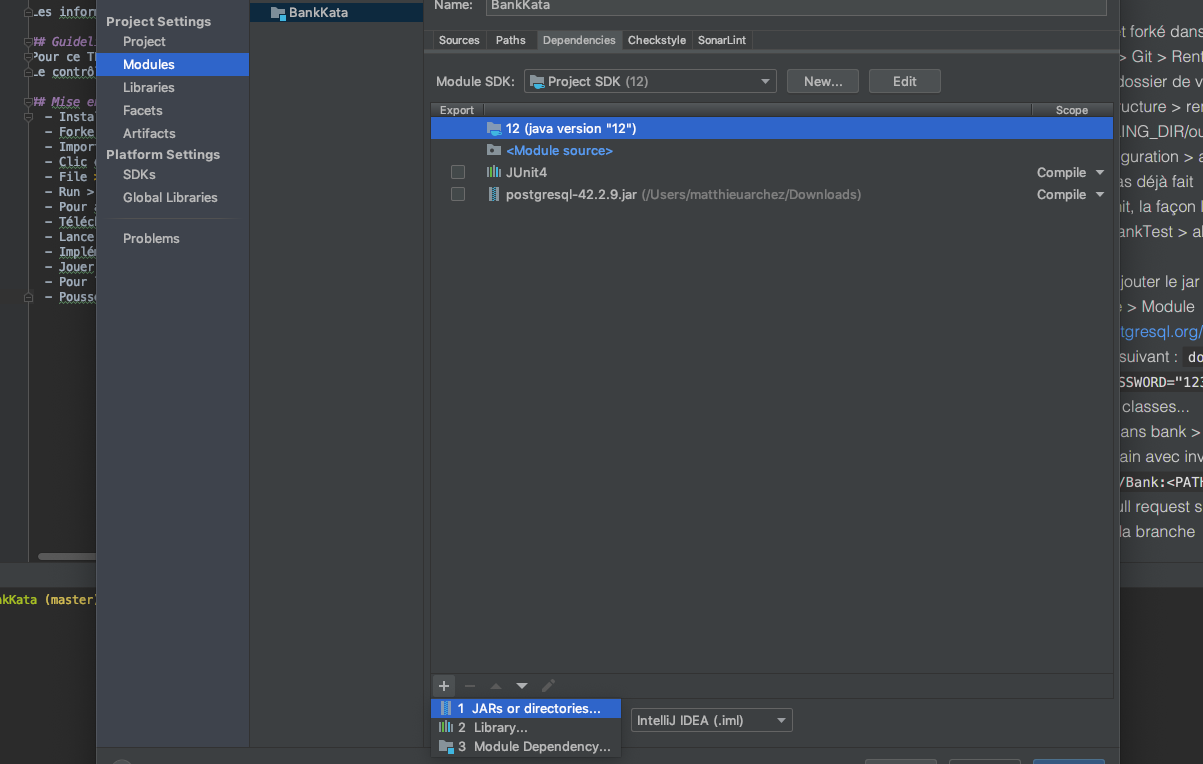 Les infor
## Guidel
Pour ce T
Le contrôl
## Mise e
- Insta
- Forke
- Impor
- Clic
- File
- Run >
- Pour
- Téléc
- Lance
- Implé
- Jouer
- Pour
- Pouss
nkKata (master)
Project Settings
Project
Modules
Libraries
Facets
Artifacts
Platform Settings
SDKs
Global Libraries
Problems
BankKata
Name: BankKata
Sources Paths Dependencies Checkstyle SonarLint
Module SDK: Project SDK (12) New... Edit
Export Scope
12 (java version "12")
<Module source>
JUnit4 Compile
postgresql-42.2.9.jar (/Users/matthieuarchez/Downloads) Compile
+ −
1 JARs or directories...
2 Library...
3 Module Dependency...
IntelliJ IDEA (.iml)
t forké dans
> Git > Rent
dossier de v
ucture > rer
ING_DIR/ou
guration > a
as déjà fait
nit, la façon
ankTest > a
jouter le jar
e > Module
tgresql.org/
suivant : do
SSWORD="123
classes...
ans bank >
ain avec inv
/Bank:<PATH
ull request s
la branche